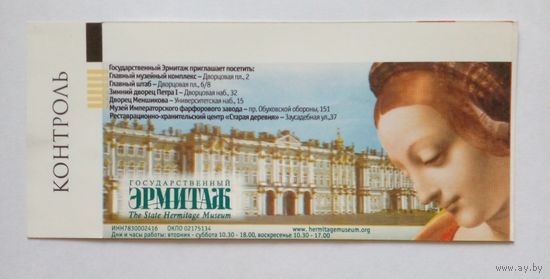 КОНТРОЛЬ
Государственный Эрмитаж приглашает посетить:
Главный музейный комплекс – Дворцовая пл., 2
Главный штаб – Дворцовая пл., 6/8
Зимний дворец Петра I – Дворцовая наб., 32
Дворец Меншикова – Университетская наб., 15
Музей Императорского фарфорового завода – пр. Обуховской обороны, 151
Реставрационно-хранительский центр «Старая деревня» – Заусадебная ул.,37
ГОСУДАРСТВЕННЫЙ
ЭРМИТАЖ
The State Hermitage Museum
ИНН7830002416 ОКПО 02175134
www.hermitagemuseum.org
Дни и часы работы: вторник - суббота 10.30 - 18.00, воскресенье 10.30 - 17.00
www.ay.by